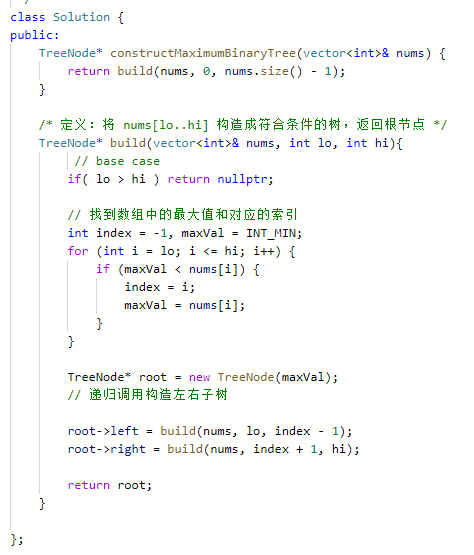 */
class Solution {
public:
    TreeNode* constructMaximumBinaryTree(vector<int>& nums) {
        return build(nums, 0, nums.size() - 1);
    }

    /* 定义：将 nums[lo..hi] 构造成符合条件的树，返回根节点 */
    TreeNode* build(vector<int>& nums, int lo, int hi){
         // base case
        if( lo > hi ) return nullptr;

        // 找到数组中的最大值和对应的索引
        int index = -1, maxVal = INT_MIN;
        for (int i = lo; i <= hi; i++) {
            if (maxVal < nums[i]) {
                index = i;
                maxVal = nums[i];
            }
        }

        TreeNode* root = new TreeNode(maxVal);
        // 递归调用构造左右子树

        root->left = build(nums, lo, index - 1);
        root->right = build(nums, index + 1, hi);

        return root;
    }

};